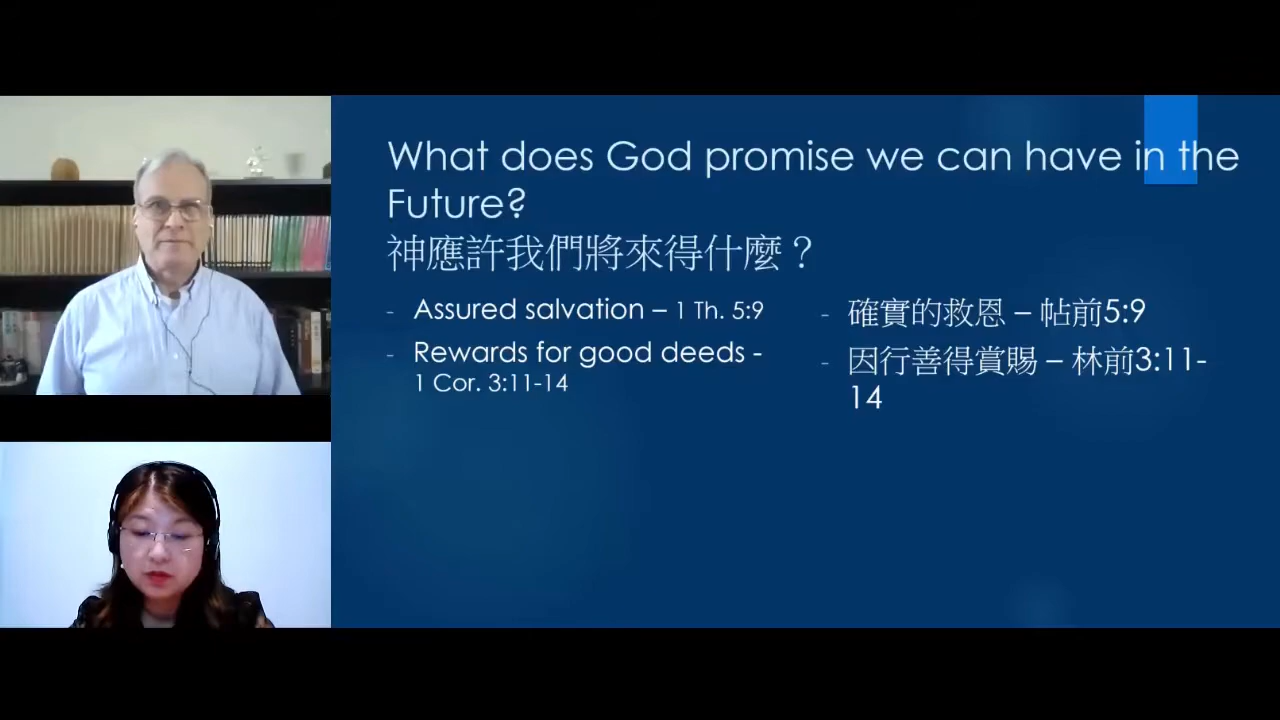 What does God promise we can have in the
Future?
神應許我們將來得什麼？
- Assured salvation – 1 Th. 5:9
- Rewards for good deeds -
1 Cor. 3:11-14
- 確實的救恩 – 帖前5:9
- 因行善得賞賜 – 林前3:11-
14